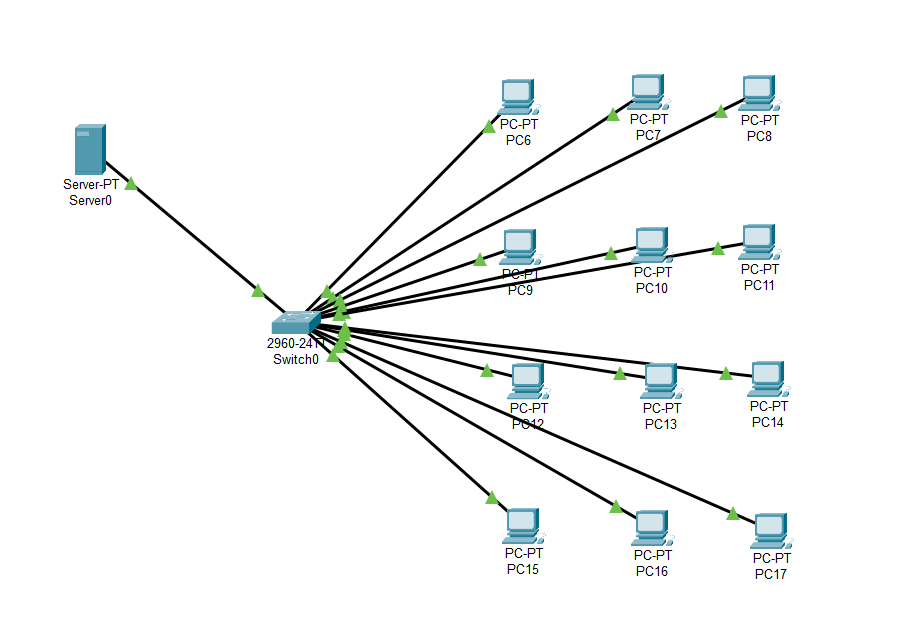 PC-PT
PC6
PC-PT
PC7
PC-PT
PC8
Server-PT
Server0
PC-PT
PC9
PC-PT
PC10
PC-PT
PC11
2960-24TT
Switch0
PC-PT
PC12
PC-PT
PC13
PC-PT
PC14
PC-PT
PC15
PC-PT
PC16
PC-PT
PC17